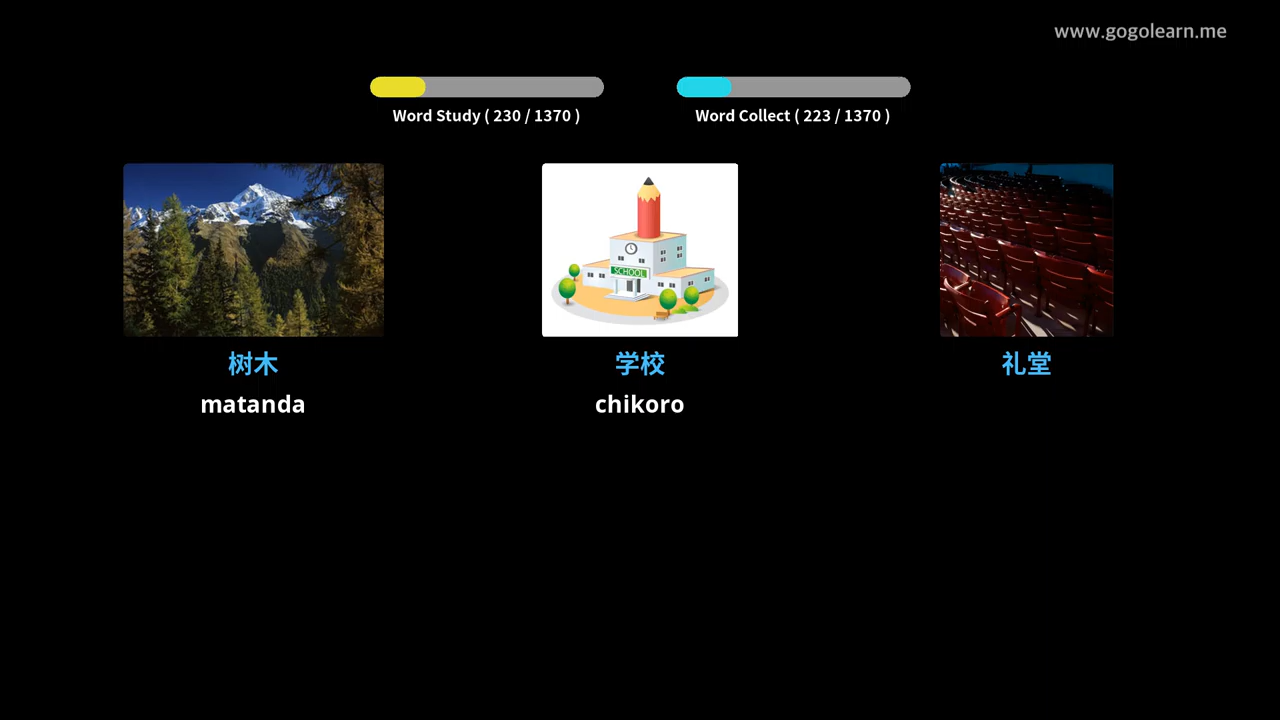 www.gogolearn.me
Word Study ( 230 / 1370 )
Word Collect ( 223 / 1370 )
SCHOOL
树木
学校
礼堂
matanda
chikoro